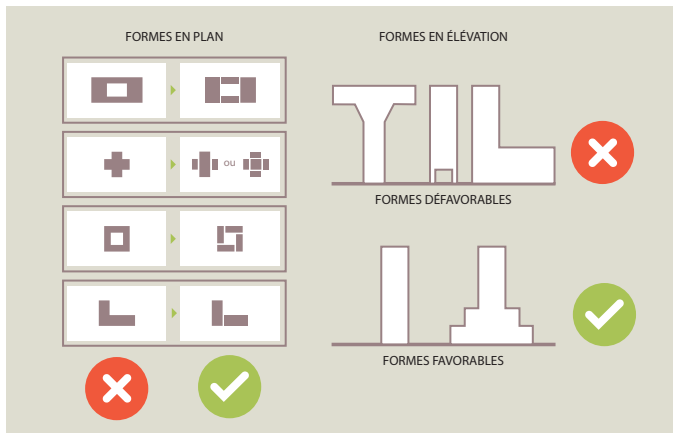 FORMES EN PLAN
FORMES EN ÉLÉVATION
OU
FORMES DÉFAVORABLES
FORMES FAVORABLES